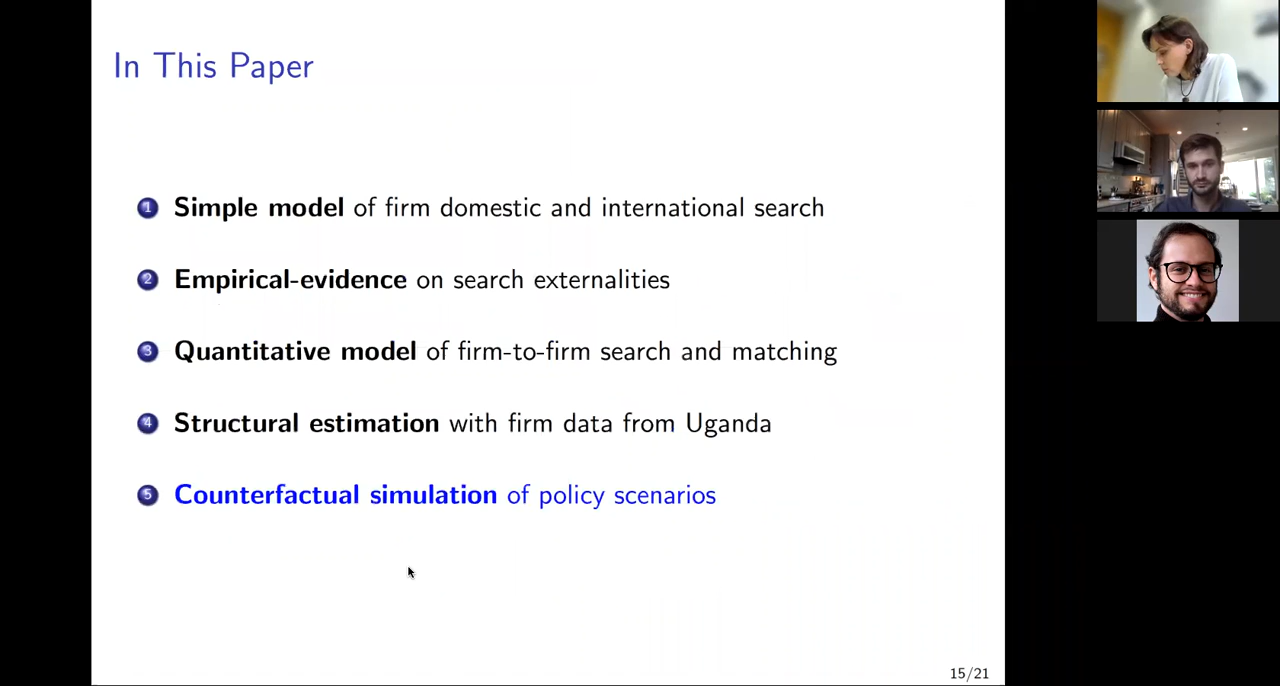 In This Paper
1 Simple model of firm domestic and international search
2 Empirical-evidence on search externalities
3 Quantitative model of firm-to-firm search and matching
4 Structural estimation with firm data from Uganda
5 Counterfactual simulation of policy scenarios
15/21